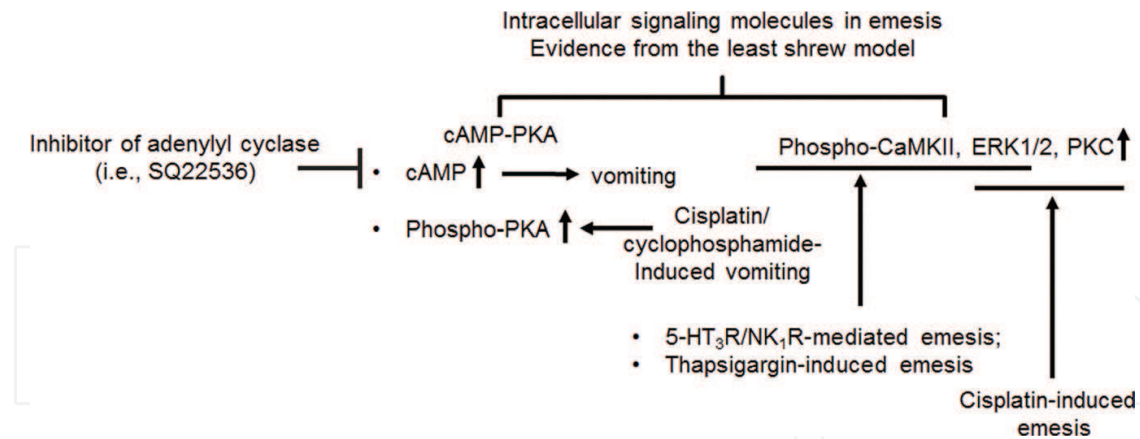 Intracellular signaling molecules in emesis
Evidence from the least shrew model
cAMP-PKA
Inhibitor of adenylyl cyclase
(i.e., SQ22536)
• cAMP
vomiting
• Phospho-PKA
Cisplatin/
cyclophosphamide-
Induced vomiting
Phospho-CaMKII, ERK1/2, PKC
• 5-HT₃R/NK₁R-mediated emesis;
• Thapsigargin-induced emesis
Cisplatin-induced
emesis